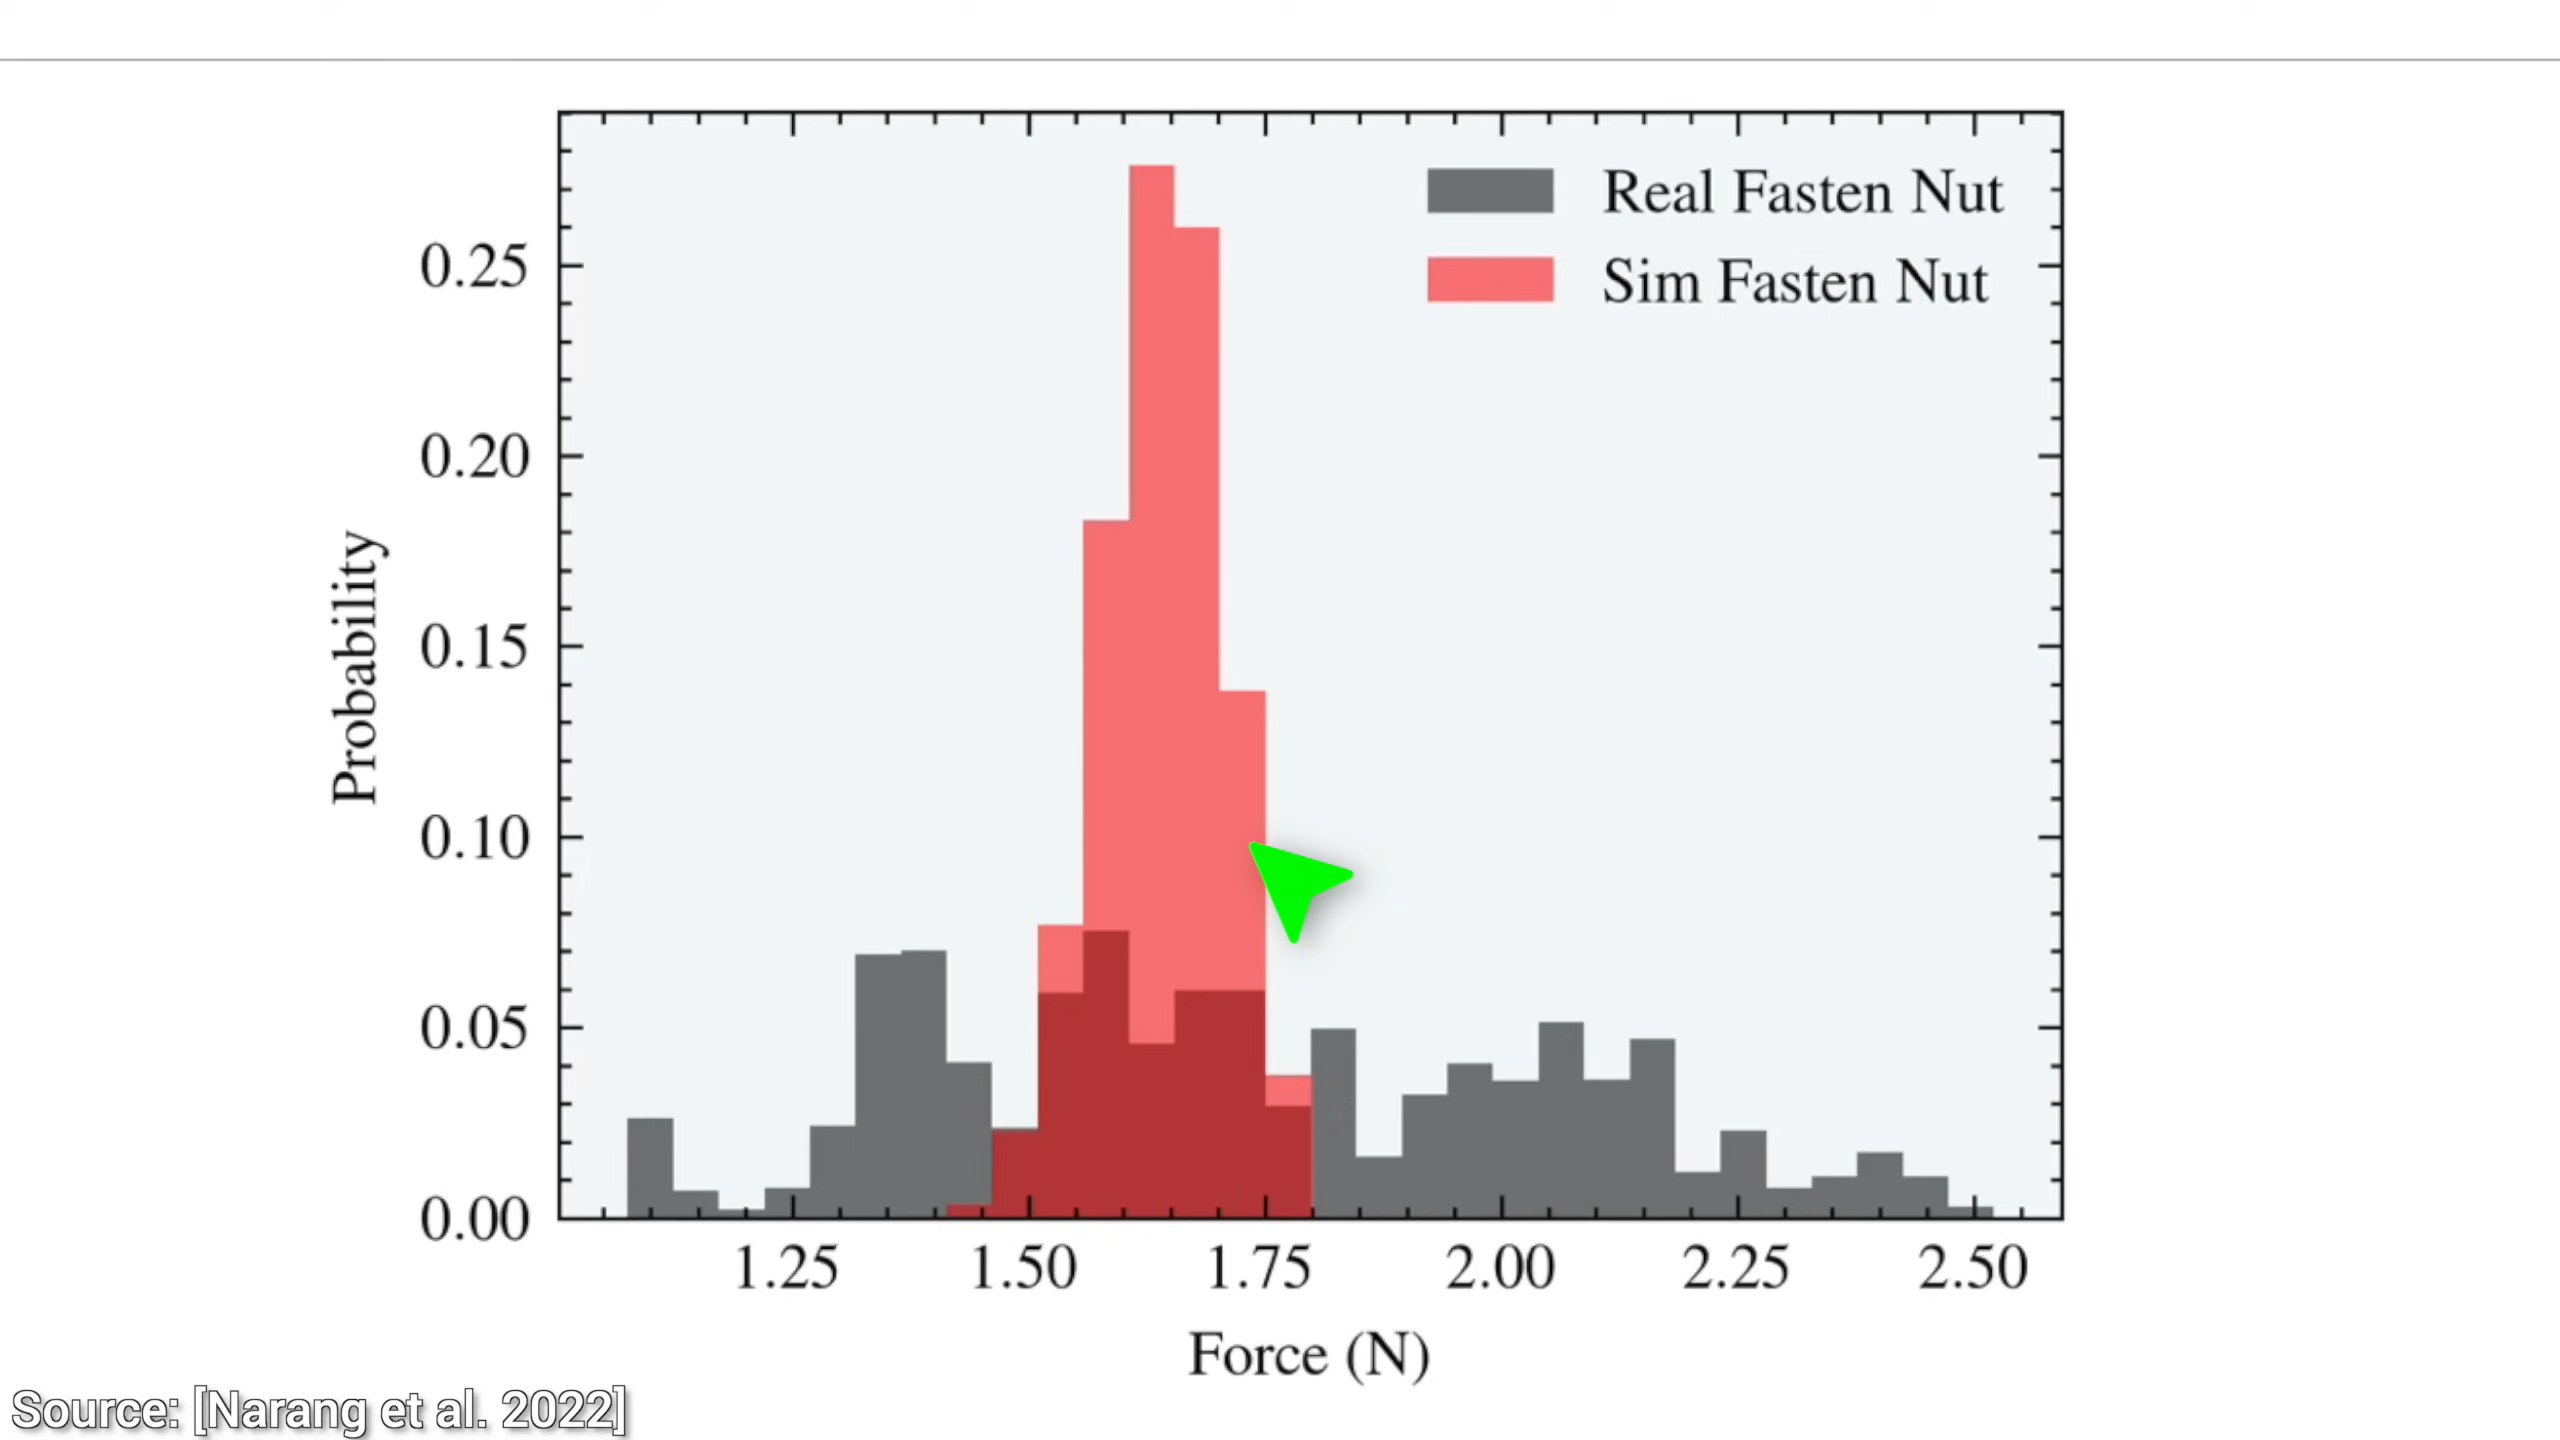 Real Fasten Nut
Sim Fasten Nut
Probability
0.25
0.20
0.15
0.10
0.05
0.00
1.25 1.50 1.75 2.00 2.25 2.50
Force (N)
Source: [Narang et al. 2022]